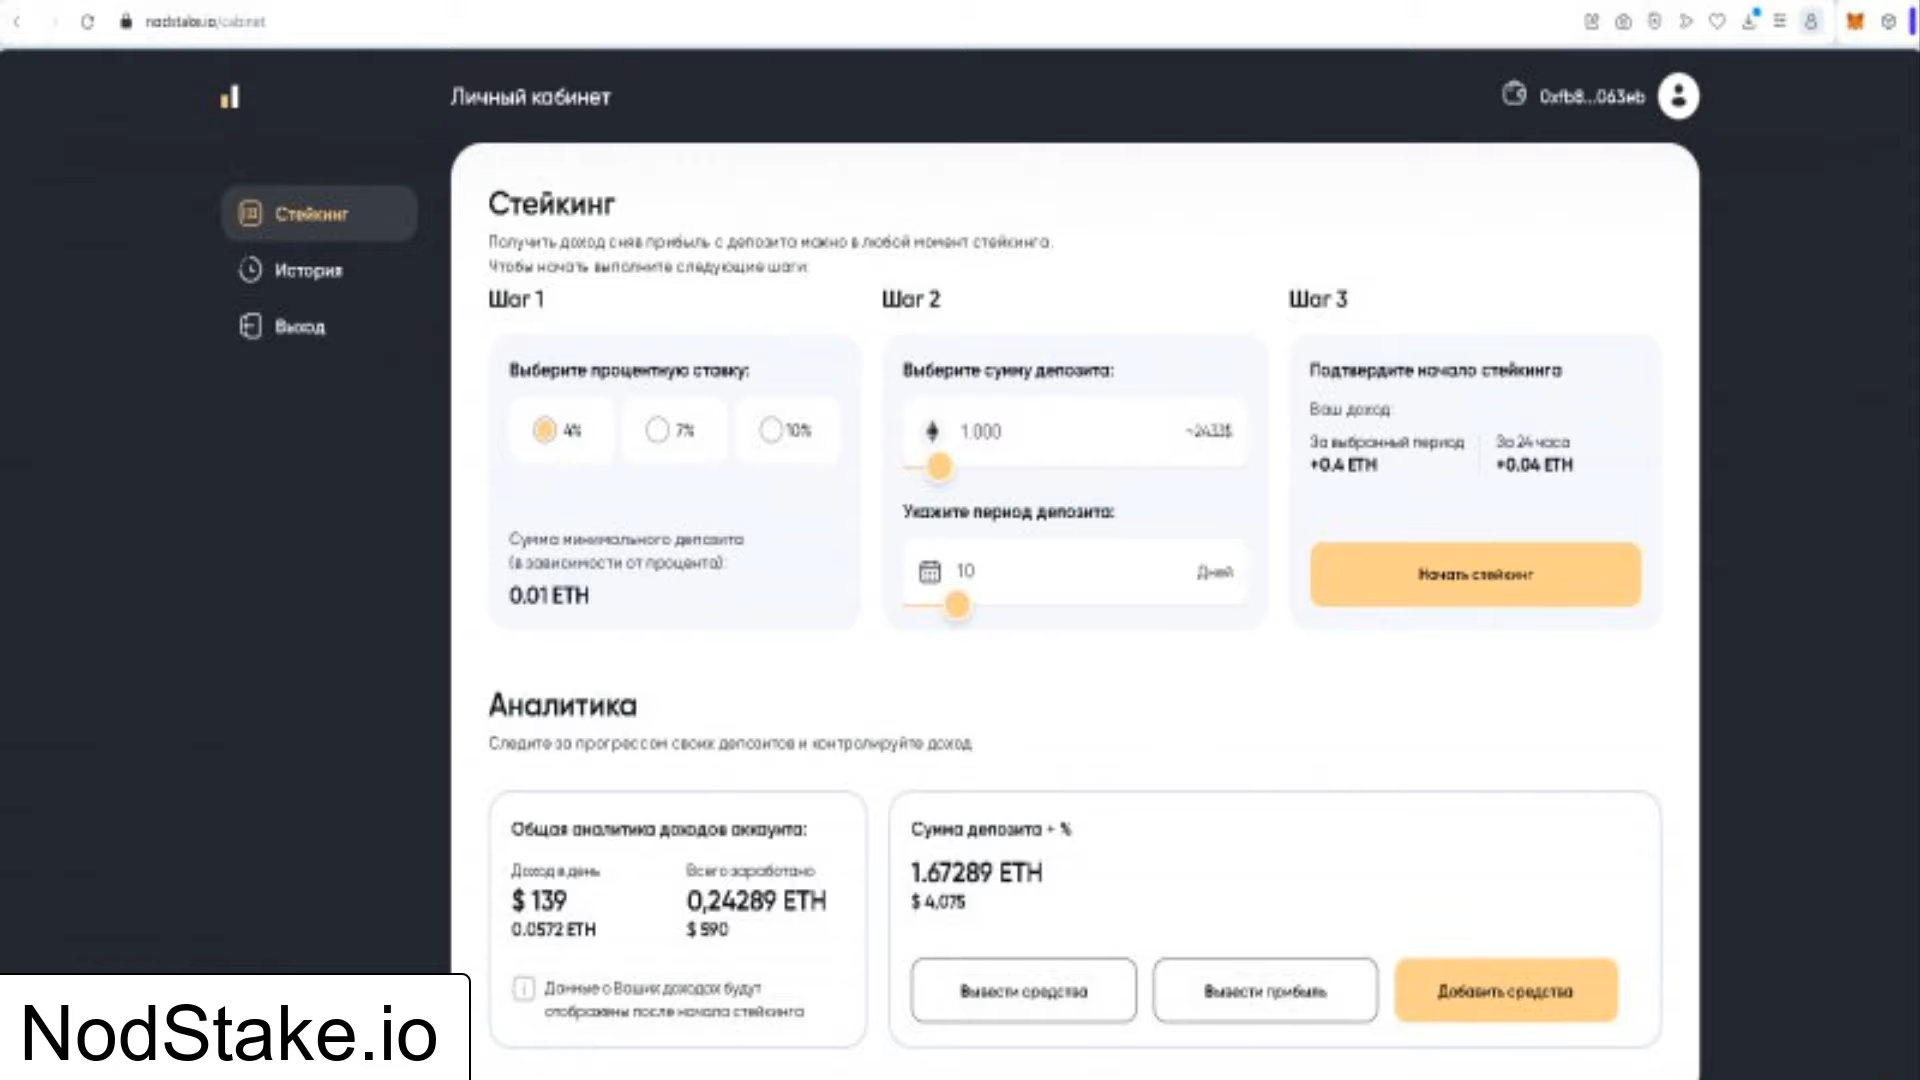 nodstake.io/cabinet
Личный кабинет
0xfb8...063eb
Стейкинг
История
Выход
Стейкинг
Получить доход сняв прибыль с депозита можно в любой момент стейкинга.
Чтобы начать выполните следующие шаги:
Шаг 1
Шаг 2
Шаг 3
Выберите процентную ставку:
4%
7%
10%
Сумма минимального депозита
(в зависимости от процента):
0.01 ETH
Выберите сумму депозита:
1.000
~2433$
Укажите период депозита:
10
Дней
Подтвердите начало стейкинга
Ваш доход:
За выбранный период
+0.4 ETH
За 24 часа
+0.04 ETH
Начать стейкинг
Аналитика
Следите за прогрессом своих депозитов и контролируйте доход
Общая аналитика доходов аккаунта:
Доход в день
$ 139
0.0572 ETH
Всего заработано
0,24289 ETH
$ 590
Данные о Ваших доходах будут
отображены после начала стейкинга
Сумма депозита + %
1.67289 ETH
$ 4,075
Вывести средства
Вывести прибыль
Добавить средства
NodStake.io